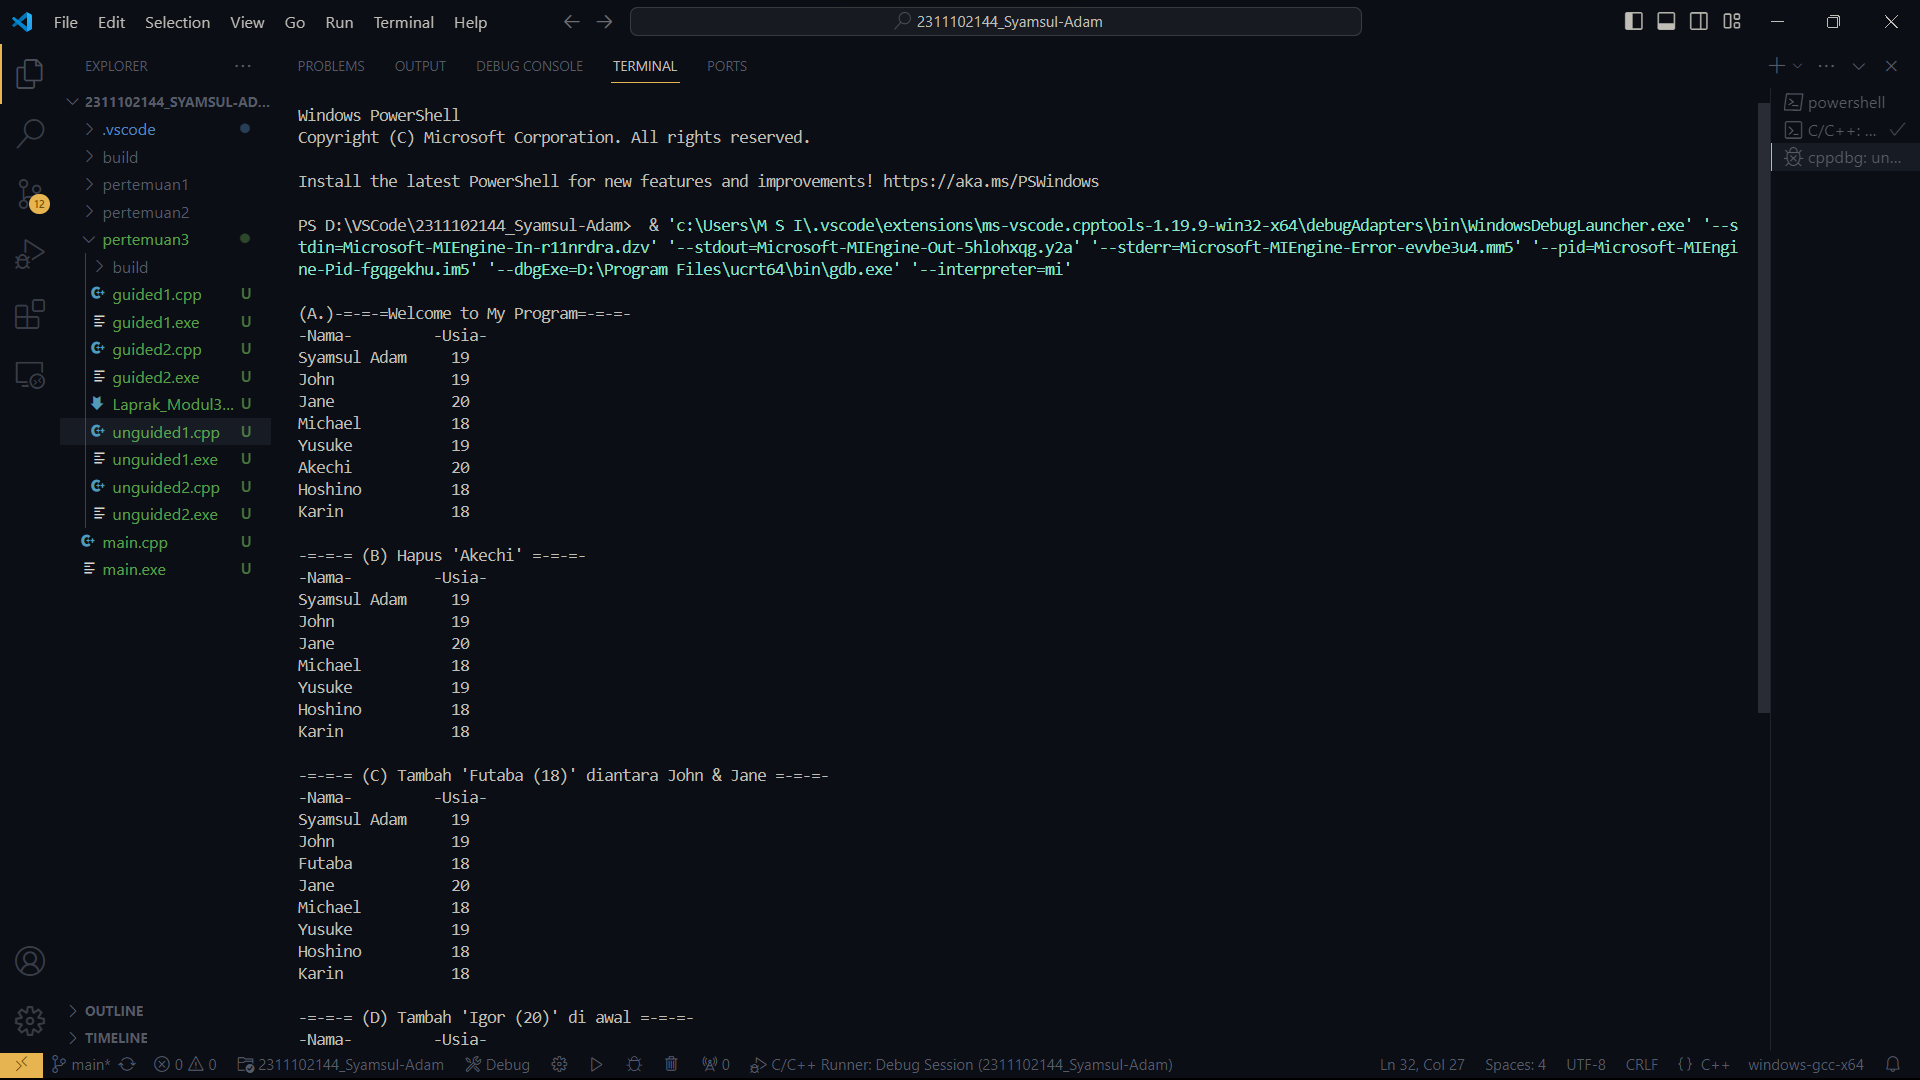 File Edit Selection View Go Run Terminal Help
2311102144_Syamsul-Adam
EXPLORER
2311102144_SYAMSUL-AD...
.vscode
build
pertemuan1
pertemuan2
pertemuan3
build
guided1.cpp U
guided1.exe U
guided2.cpp U
guided2.exe U
Laprak_Modul3... U
unguided1.cpp U
unguided1.exe U
unguided2.cpp U
unguided2.exe U
main.cpp U
main.exe U
OUTLINE
TIMELINE
12
PROBLEMS OUTPUT DEBUG CONSOLE TERMINAL PORTS
Windows PowerShell
Copyright (C) Microsoft Corporation. All rights reserved.
Install the latest PowerShell for new features and improvements! https://aka.ms/PSWindows
PS D:\VSCode\2311102144_Syamsul-Adam>  & 'c:\Users\M S I\.vscode\extensions\ms-vscode.cpptools-1.19.9-win32-x64\debugAdapters\bin\WindowsDebugLauncher.exe' '--s
tdin=Microsoft-MIEngine-In-r11nrdra.dzv' '--stdout=Microsoft-MIEngine-Out-5hlohxqg.y2a' '--stderr=Microsoft-MIEngine-Error-evvbe3u4.mm5' '--pid=Microsoft-MIEngi
ne-Pid-fgqgekhu.im5' '--dbgExe=D:\Program Files\ucrt64\bin\gdb.exe' '--interpreter=mi'
(A.)-=-=-=Welcome to My Program=-=-=-
-Nama- -Usia-
Syamsul Adam 19
John 19
Jane 20
Michael 18
Yusuke 19
Akechi 20
Hoshino 18
Karin 18
-=-=-= (B) Hapus 'Akechi' =-=-=-
-Nama- -Usia-
Syamsul Adam 19
John 19
Jane 20
Michael 18
Yusuke 19
Hoshino 18
Karin 18
-=-=-= (C) Tambah 'Futaba (18)' diantara John & Jane =-=-=-
-Nama- -Usia-
Syamsul Adam 19
John 19
Futaba 18
Jane 20
Michael 18
Yusuke 19
Hoshino 18
Karin 18
-=-=-= (D) Tambah 'Igor (20)' di awal =-=-=-
-Nama- -Usia-
powershell
C/C++: ...
cppdbg: un...
main* 0 0 2311102144_Syamsul-Adam Debug 0 C/C++ Runner: Debug Session (2311102144_Syamsul-Adam) Ln 32, Col 27 Spaces: 4 UTF-8 CRLF {} C++ windows-gcc-x64